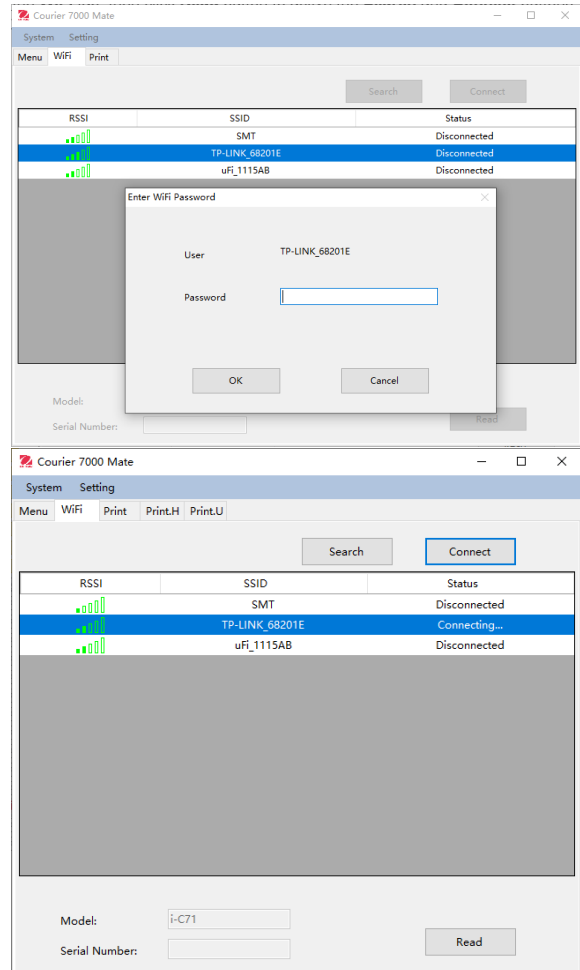 Courier 7000 Mate
System Setting
Menu WiFi Print
Search Connect
RSSI SSID Status
SMT Disconnected
TP-LINK_68201E Disconnected
uFi_1115AB Disconnected
Enter WiFi Password
User TP-LINK_68201E
Password
OK Cancel
Model:
Serial Number:
Read
Courier 7000 Mate
System Setting
Menu WiFi Print Print.H Print.U
Search Connect
RSSI SSID Status
SMT Disconnected
TP-LINK_68201E Connecting...
uFi_1115AB Disconnected
Model: i-C71
Serial Number:
Read